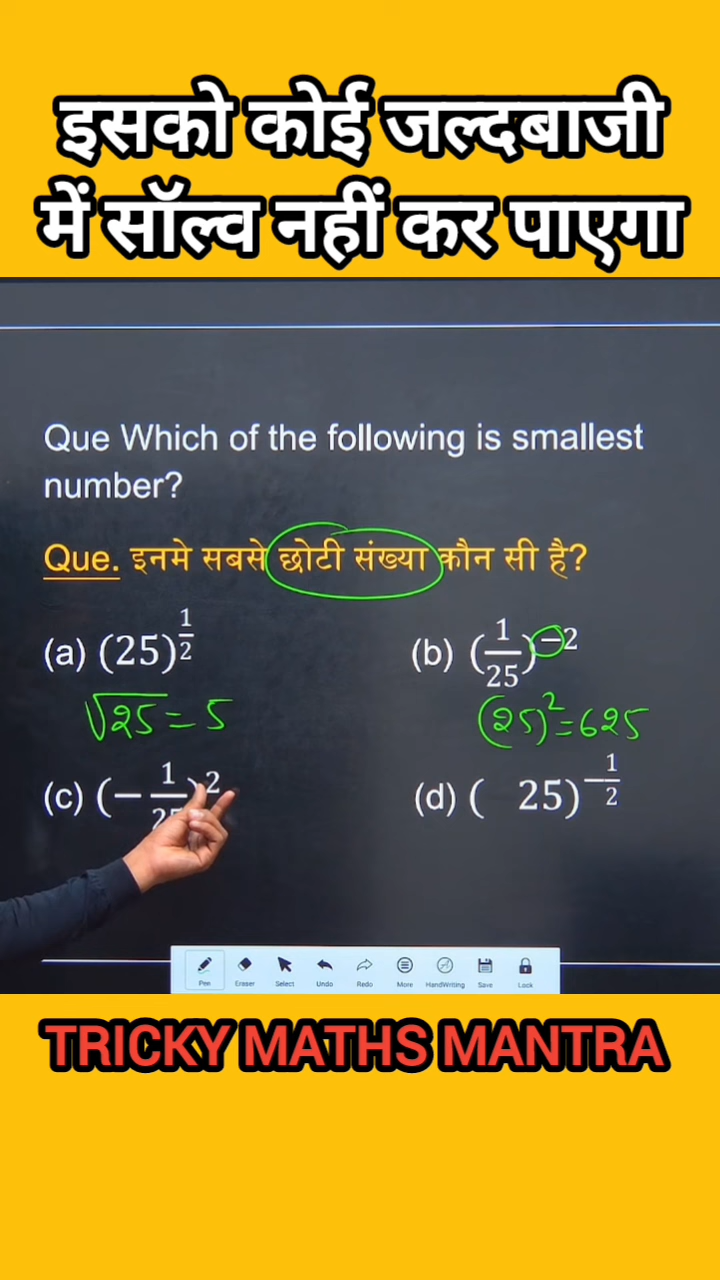 इसको कोई जल्दबाजी
में सॉल्व नहीं कर पाएगा
Que Which of the following is smallest
number?
Que. इनमे सबसे छोटी संख्या कौन सी है?
(a) (25)^{1/2} (b) (1/25)^{-2}
√25 = 5 (25)²=625
(c) (-1/25)² (d) ( 25)^{-1/2}
Pen Eraser Select Undo Redo More HandWriting Save Lock
TRICKY MATHS MANTRA